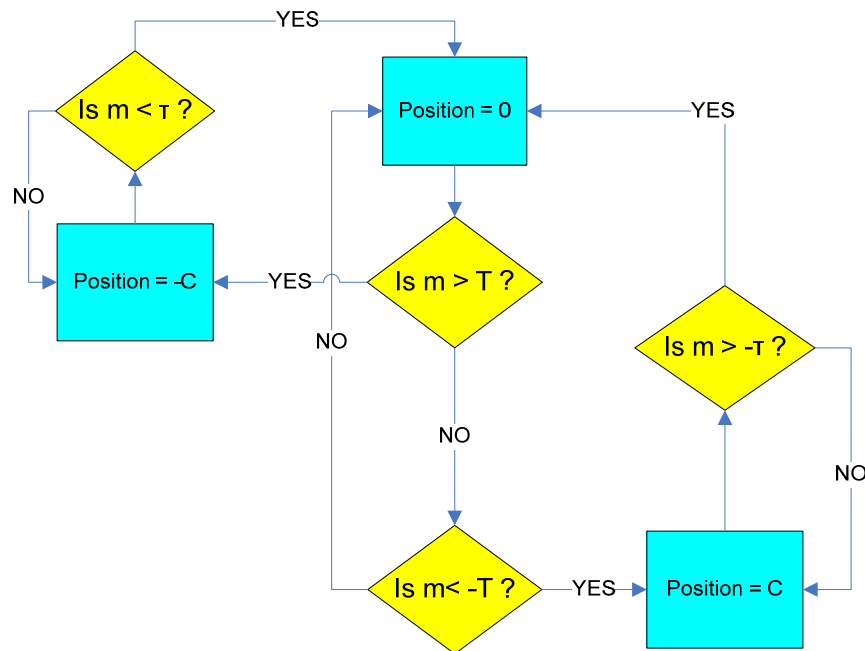 YES
Is m < τ ?
Position = 0
YES
NO
Position = -C
YES
Is m > T ?
NO
Is m > -τ ?
NO
NO
Is m< -T ?
YES
Position = C